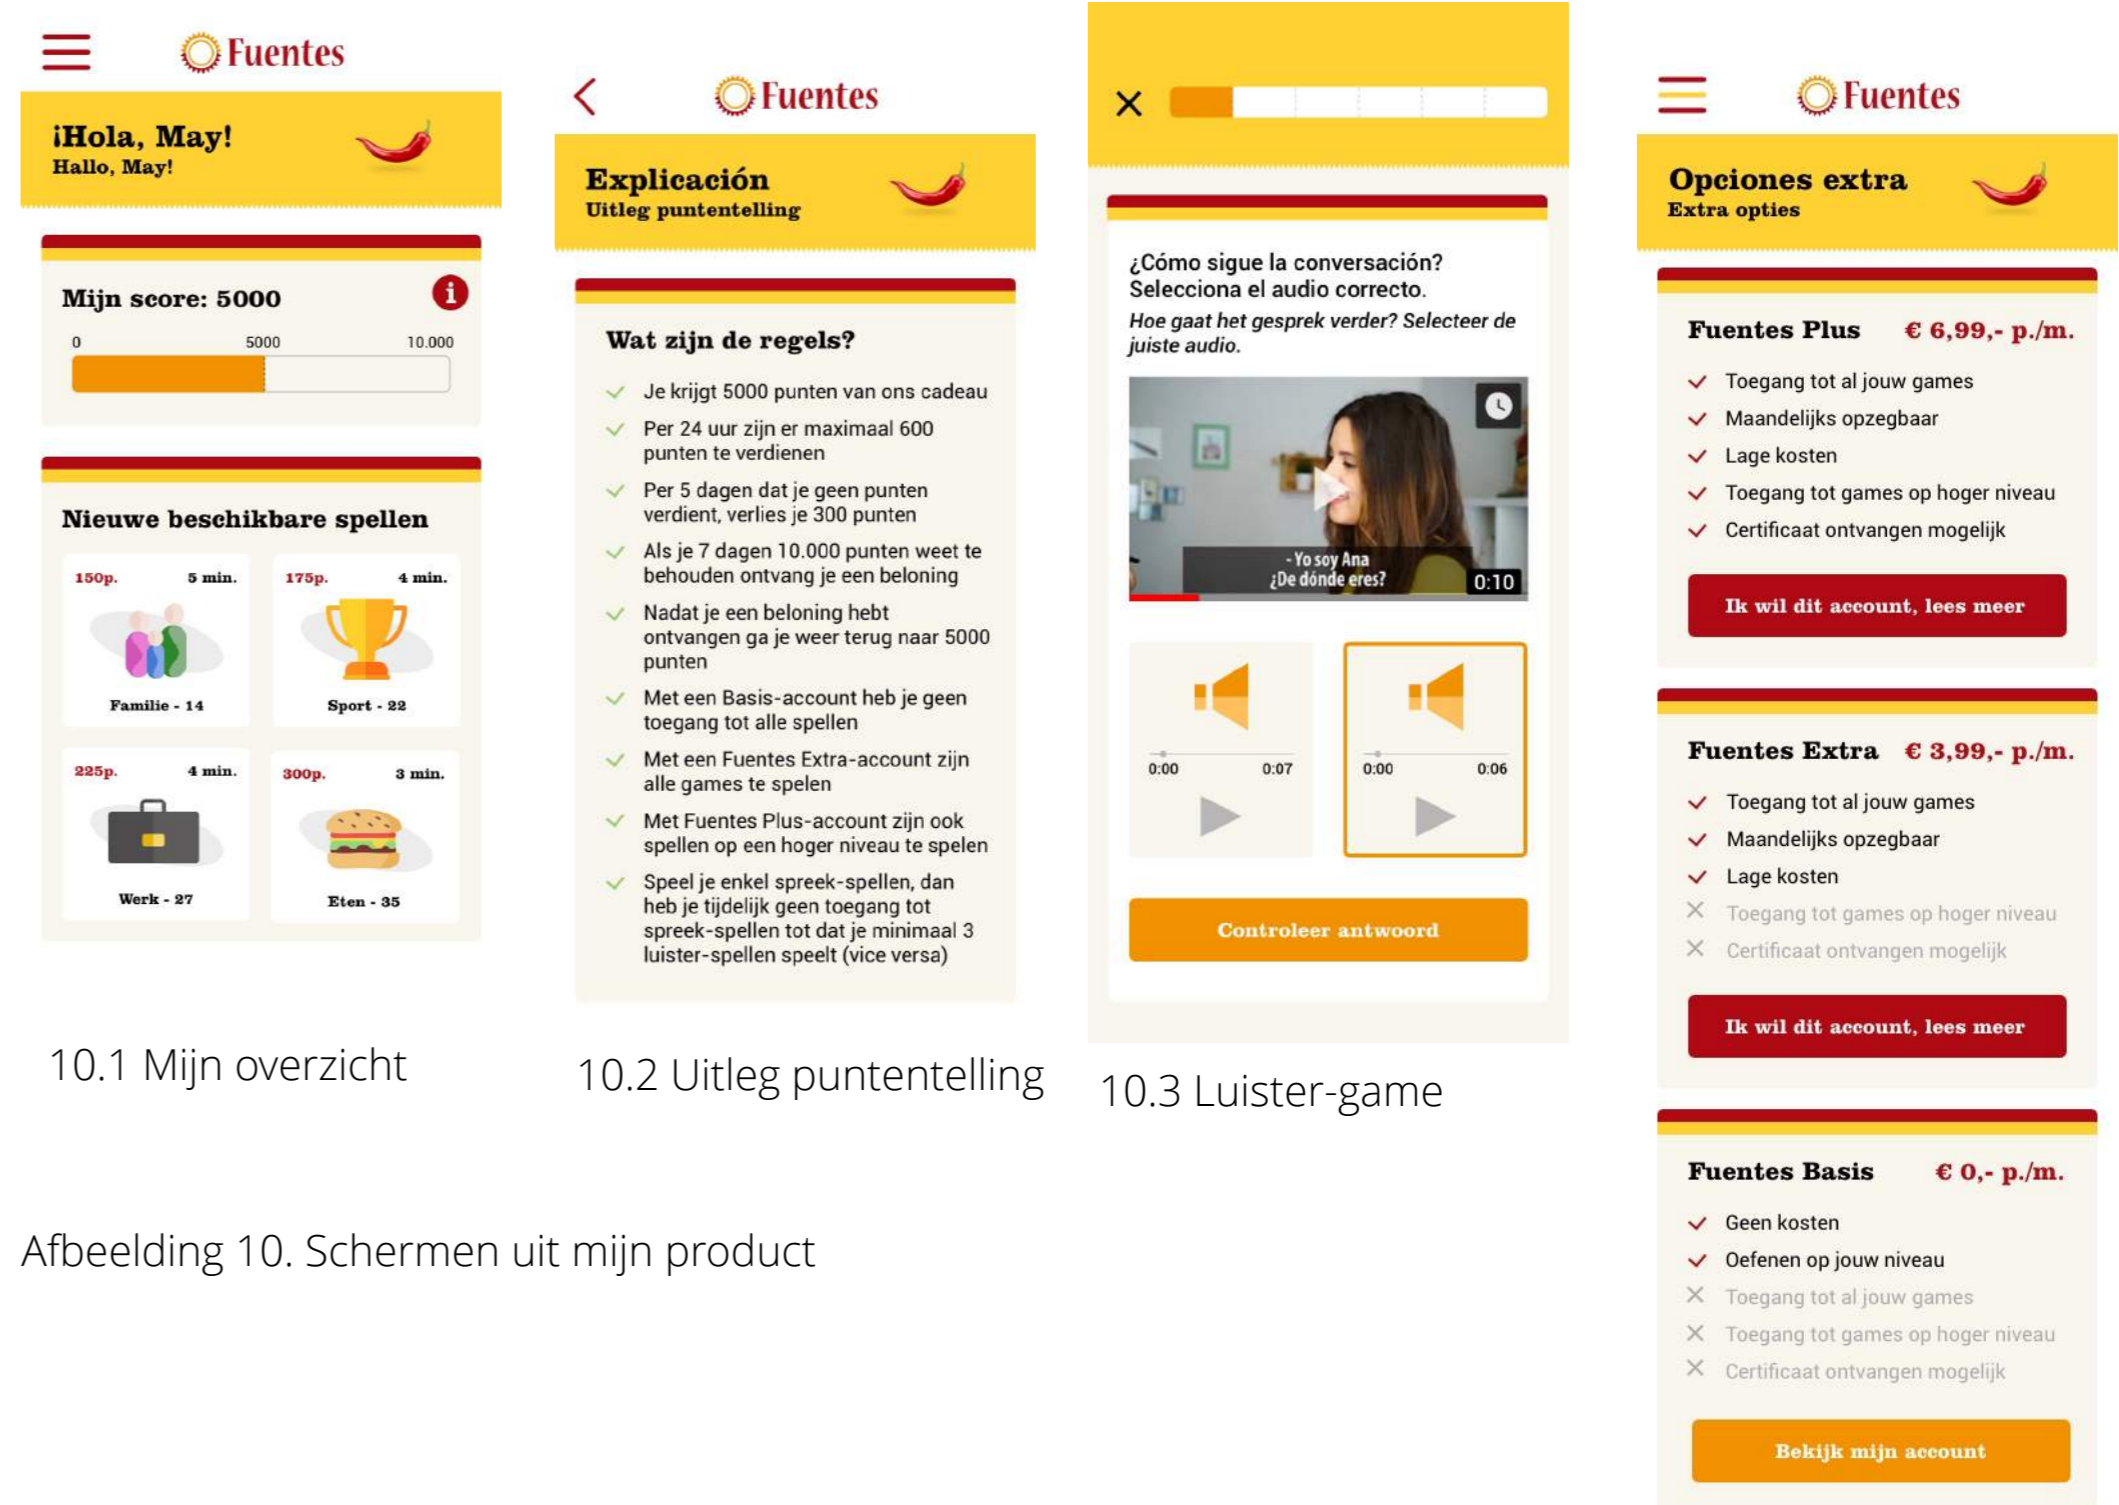 Fuentes
¡Hola, May!
Hallo, May!
Mijn score: 5000
i
0 5000 10.000
Nieuwe beschikbare spellen
150p. 5 min.
Familie - 14
175p. 4 min.
Sport - 22
225p. 4 min.
Werk - 27
300p. 3 min.
Eten - 35
10.1 Mijn overzicht
Fuentes
Explicación
Uitleg puntentelling
Wat zijn de regels?
Je krijgt 5000 punten van ons cadeau
Per 24 uur zijn er maximaal 600
punten te verdienen
Per 5 dagen dat je geen punten
verdient, verlies je 300 punten
Als je 7 dagen 10.000 punten weet te
behouden ontvang je een beloning
Nadat je een beloning hebt
ontvangen ga je weer terug naar 5000
punten
Met een Basis-account heb je geen
toegang tot alle spellen
Met een Fuentes Extra-account zijn
alle games te spelen
Met Fuentes Plus-account zijn ook
spellen op een hoger niveau te spelen
Speel je enkel spreek-spellen, dan
heb je tijdelijk geen toegang tot
spreek-spellen tot dat je minimaal 3
luister-spellen speelt (vice versa)
10.2 Uitleg puntentelling
¿Cómo sigue la conversación?
Selecciona el audio correcto.
Hoe gaat het gesprek verder? Selecteer de
juiste audio.
- Yo soy Ana
¿De dónde eres?
0:10
0:00 0:07
0:00 0:06
Controleer antwoord
10.3 Luister-game
Fuentes
Opciones extra
Extra opties
Fuentes Plus € 6,99,- p./m.
Toegang tot al jouw games
Maandelijks opzegbaar
Lage kosten
Toegang tot games op hoger niveau
Certificaat ontvangen mogelijk
Ik wil dit account, lees meer
Fuentes Extra € 3,99,- p./m.
Toegang tot al jouw games
Maandelijks opzegbaar
Lage kosten
Toegang tot games op hoger niveau
Certificaat ontvangen mogelijk
Ik wil dit account, lees meer
Fuentes Basis € 0,- p./m.
Geen kosten
Oefenen op jouw niveau
Toegang tot al jouw games
Toegang tot games op hoger niveau
Certificaat ontvangen mogelijk
Bekijk mijn account
Afbeelding 10. Schermen uit mijn product